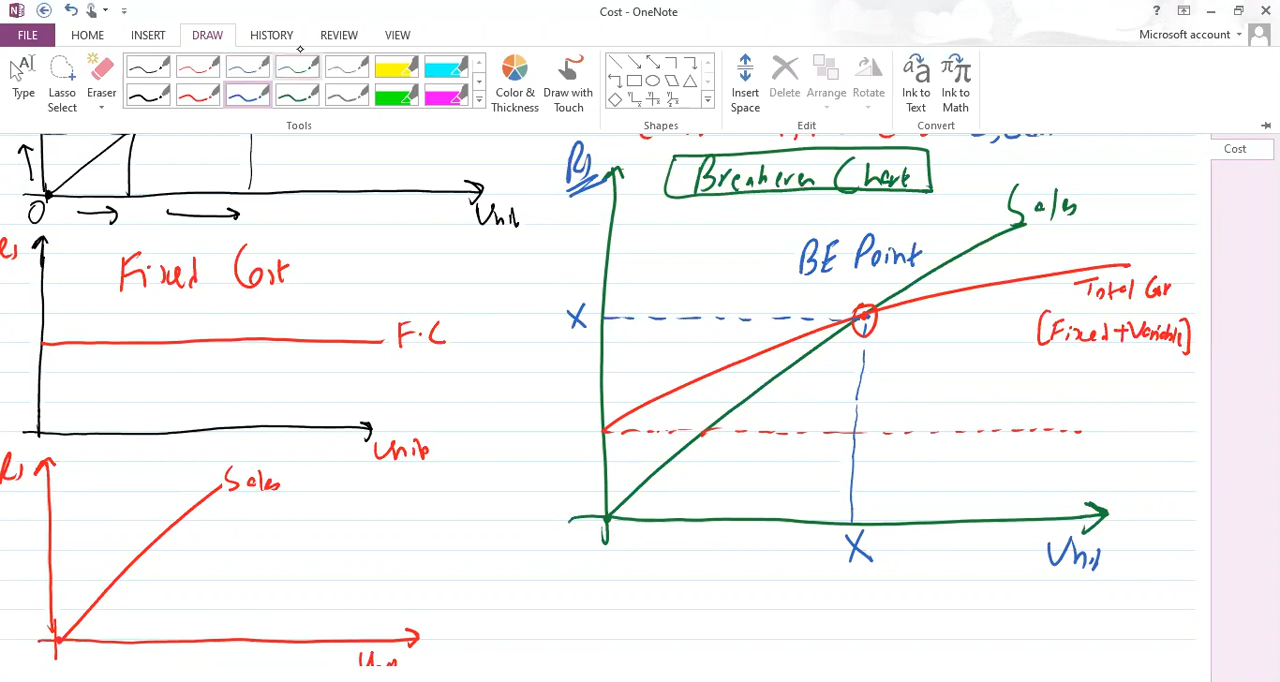 Cost - OneNote
FILE HOME INSERT DRAW HISTORY REVIEW VIEW
Microsoft account
Type
Lasso Select
Eraser
Color & Thickness
Draw with Touch
Insert Space
Delete
Arrange
Rotate
Ink to Text
Ink to Math
Tools
Shapes
Edit
Convert
Cost
O
Unit
Fixed Cost
F.C
Units
Sales
Rs
Breakeven Chart
Sales
BE Point
X
Total Cost
[Fixed+Variable]
X
Unit